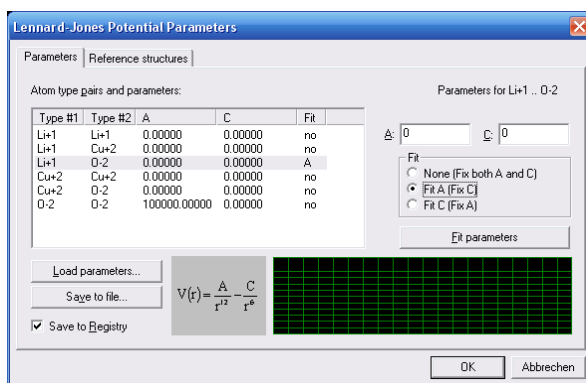 Lennard-Jones Potential Parameters
Parameters Reference structures
Atom type pairs and parameters:
Parameters for Li+1 .. O-2
Type #1 Type #2 A C Fit
Li+1 Li+1 0.00000 0.00000 no
Li+1 Cu+2 0.00000 0.00000 no
Li+1 O-2 0.00000 0.00000 A
Cu+2 Cu+2 0.00000 0.00000 no
Cu+2 O-2 0.00000 0.00000 no
O-2 O-2 100000.00000 0.00000 no
A: 0 C: 0
Fit
None (Fix both A and C)
Fit A (Fix C)
Fit C (Fix A)
Fit parameters
Load parameters...
Save to file...
Save to Registry
V(r) = A/r¹² − C/r⁶
OK Abbrechen